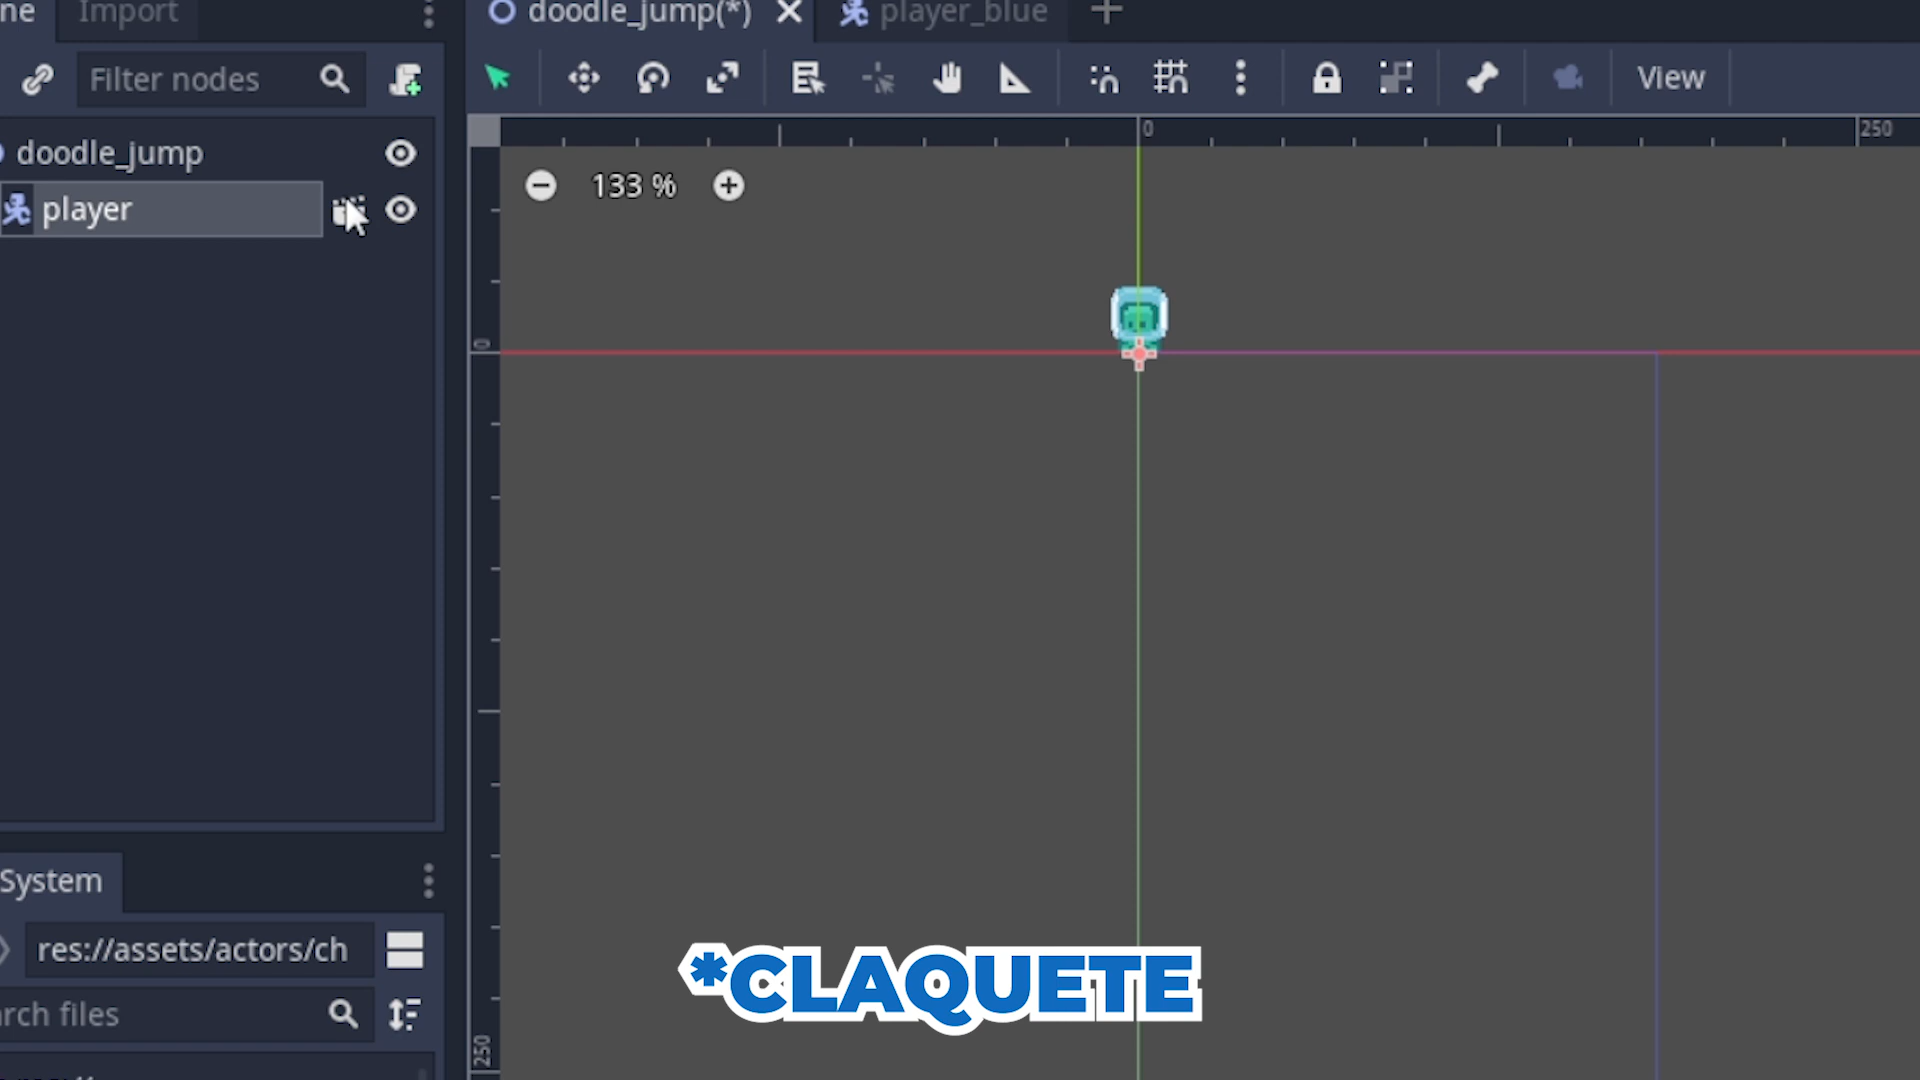 ne
Import
doodle_jump(*)
player_blue
Filter nodes
View
doodle_jump
player
0
250
133 %
0
System
res://assets/actors/ch
rch files
250
*CLAQUETE